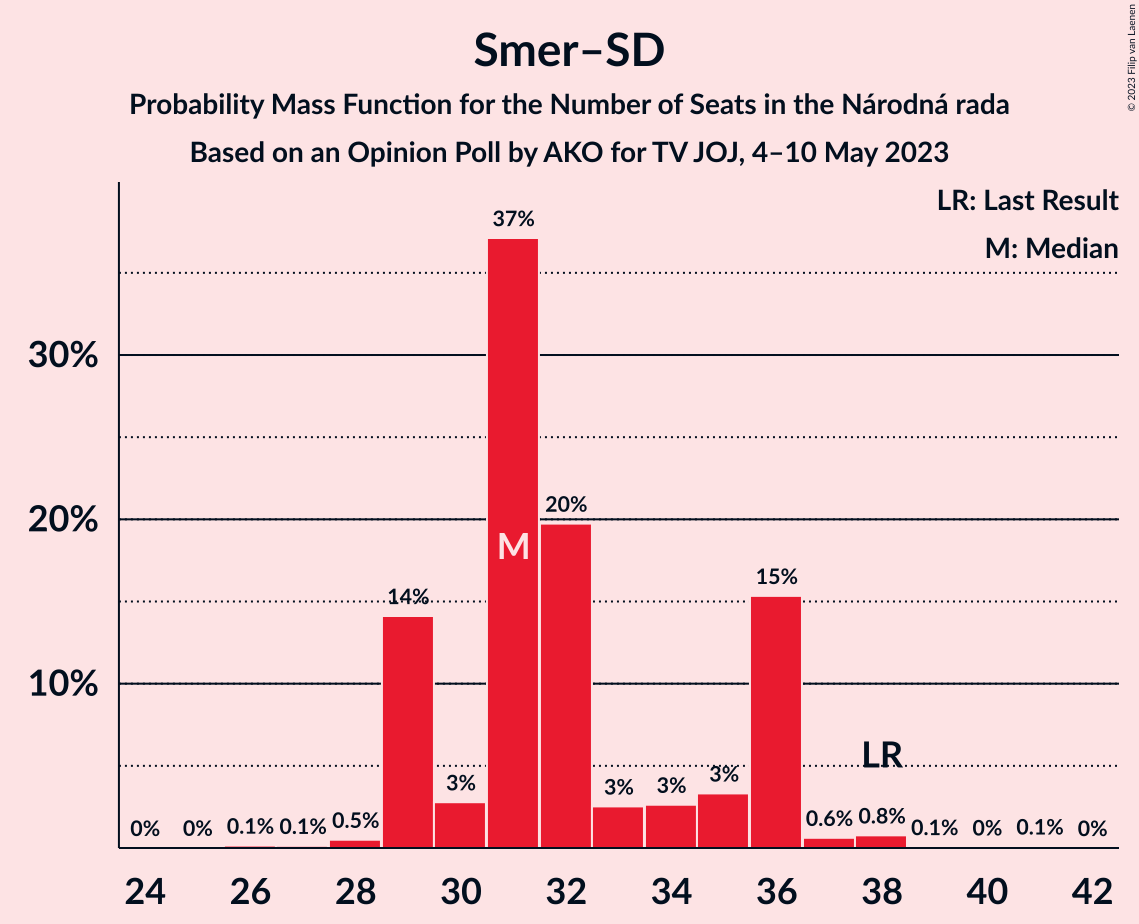 Smer–SD
Probability Mass Function for the Number of Seats in the Národná rada
Based on an Opinion Poll by AKO for TV JOJ, 4–10 May 2023
© 2023 Filip van Laenen
LR: Last Result
M: Median
30%
20%
10%
0%
0%
0.1%
0.1%
0.5%
14%
3%
37%
M
20%
3%
3%
3%
15%
0.6%
0.8%
LR
0.1%
0%
0.1%
0%
24 26 28 30 32 34 36 38 40 42